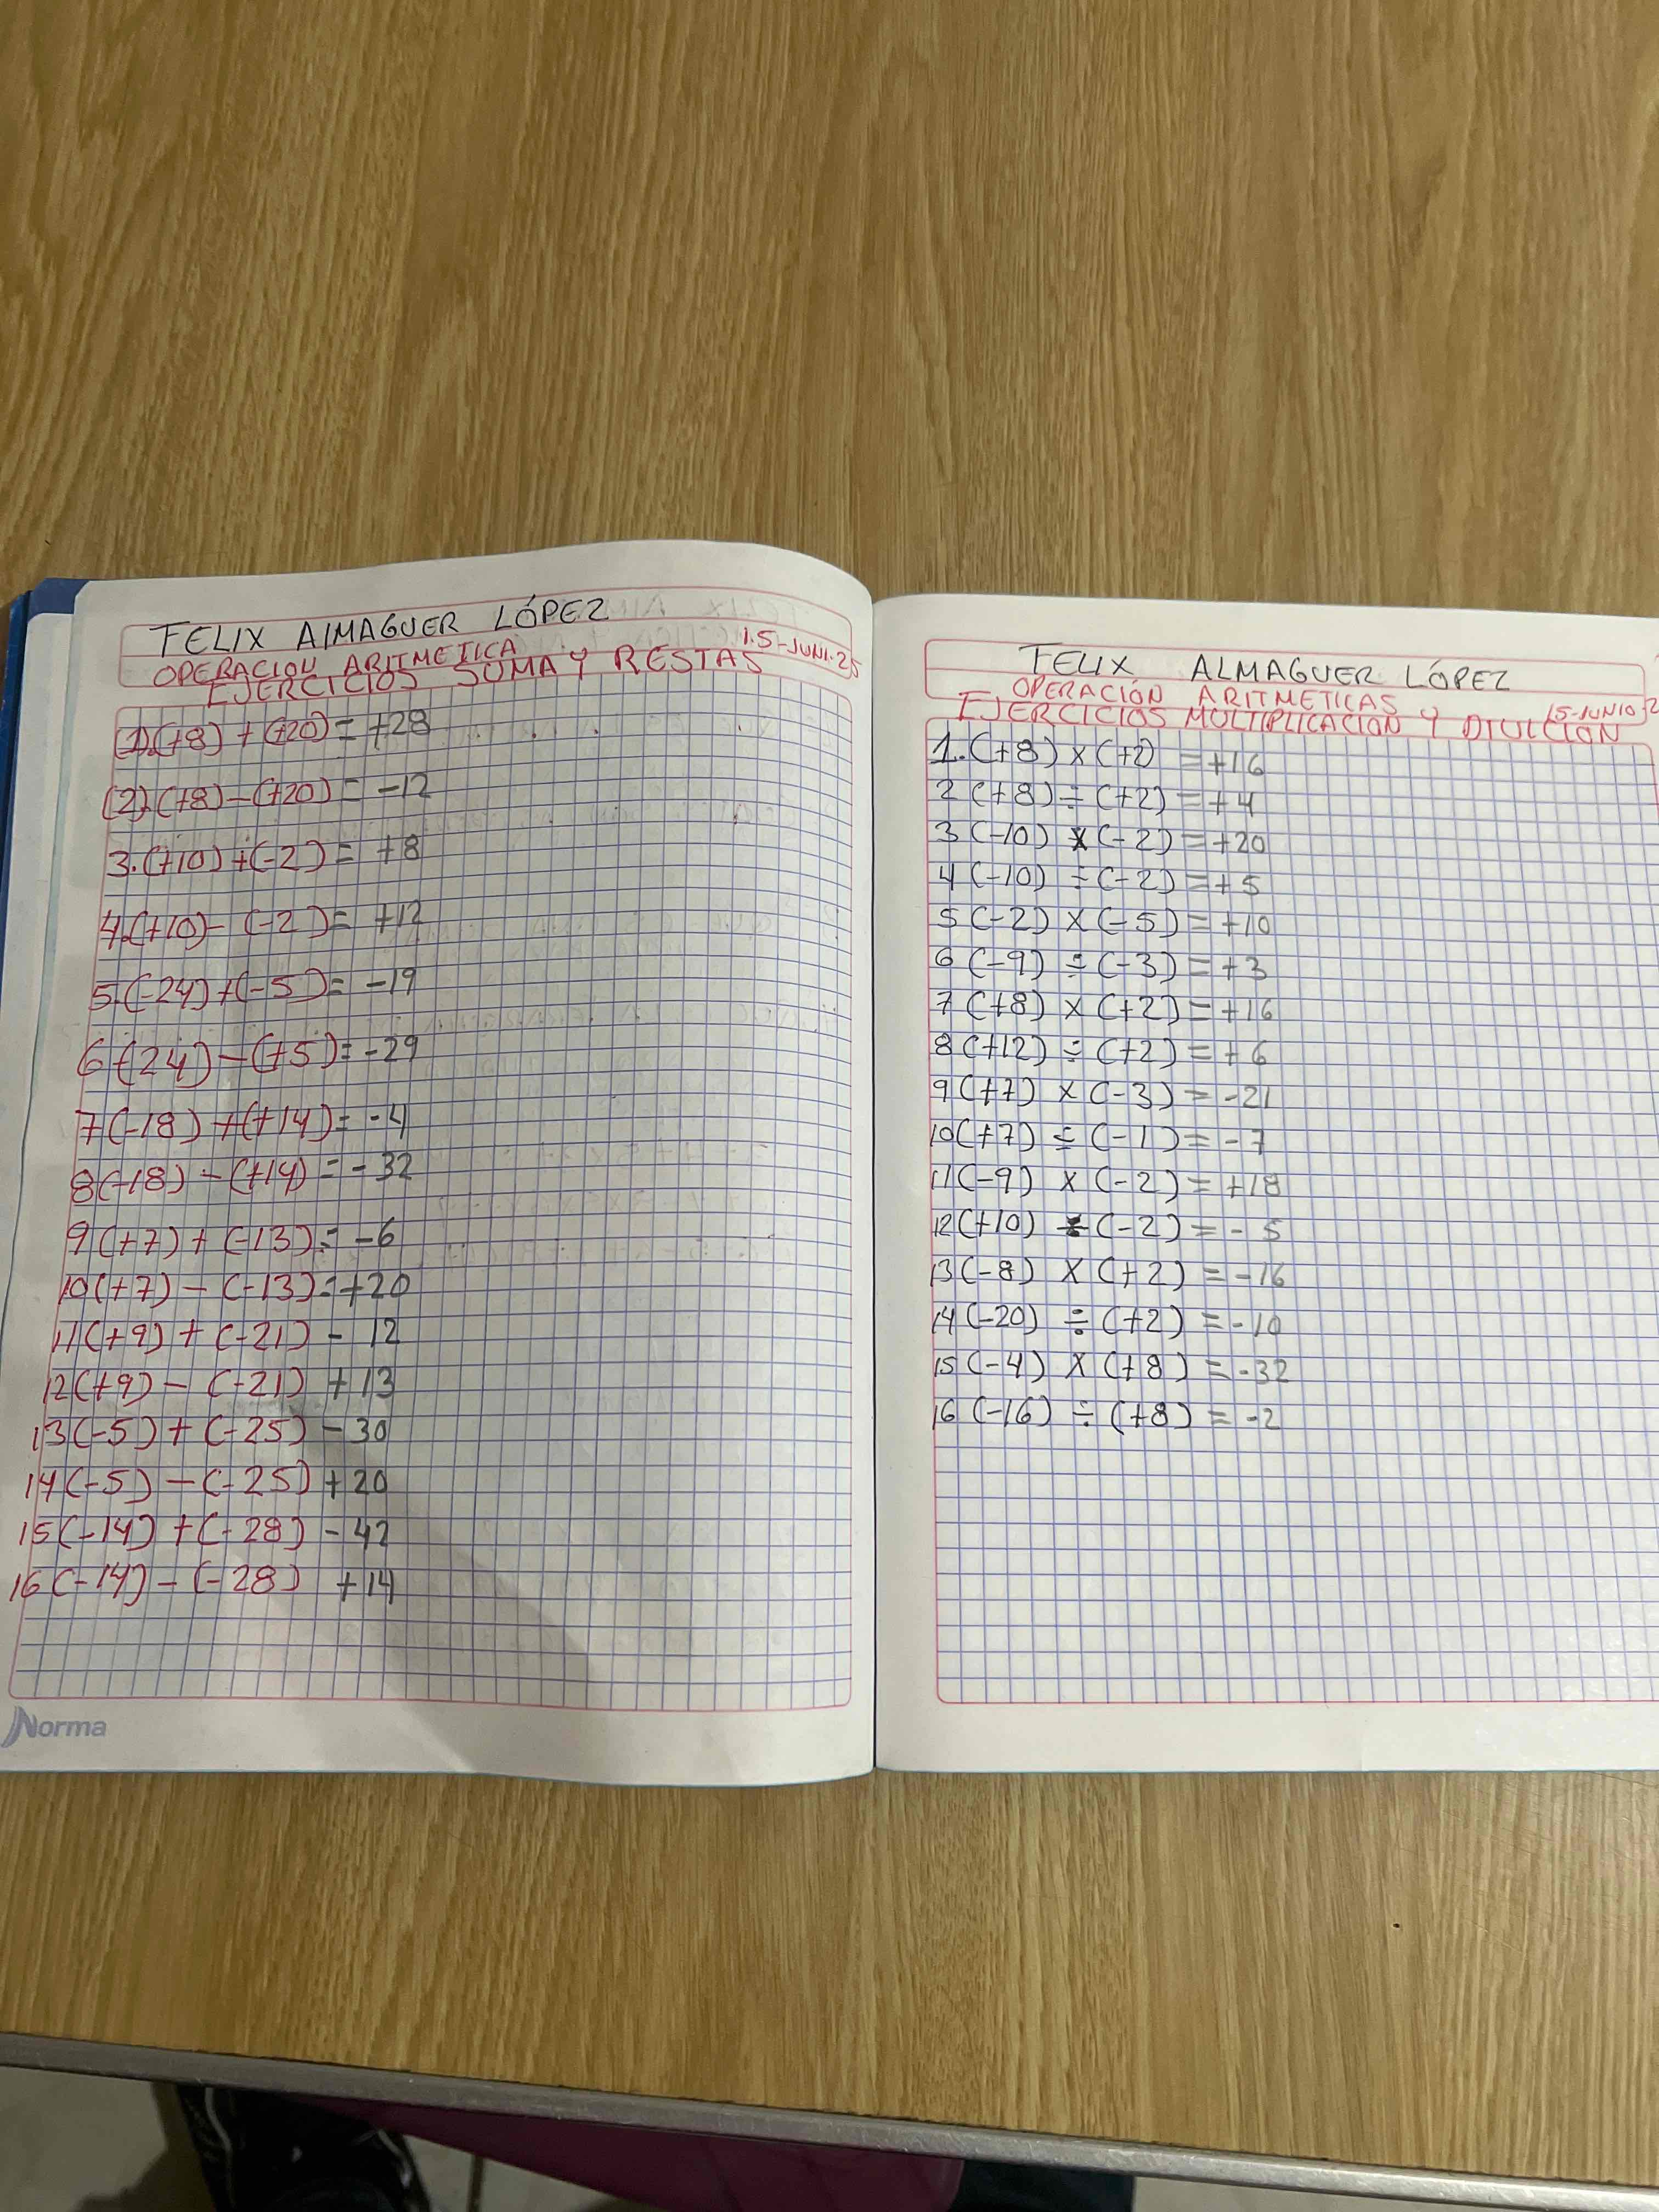 FELIX AlMAGUER LÓPEZ
OPERACION ARITMETICA 15-JUNI-25
EJERCICIOS SUMA Y RESTAS
(1).(+8) + (+20) = +28
(2).(+8) - (+20) = -12
3.(+10) + (-2) = +8
4.(+10) - (-2) = +12
5.(-24) + (-5) = -19
6(-24) - (+5) = -29
7(-18) + (+14) = -4
8(-18) - (+14) = -32
9(+7) + (-13) = -6
10(+7) - (-13) = +20
11(+9) + (-21) - 12
12(+9) - (-21) + 13
13(-5) + (-25) - 30
14(-5) - (-25) + 20
15(-14) + (-28) - 42
16(-14) - (-28) +14
Norma
FELIX ALMAGUER LÓPEZ
OPERACIÓN ARITMETICAS 15-JUNIO-2
EJERCICIOS MULTIPLICACION Y DIUICION
1.(+8) x (+2) = +16
2 (+8) ÷ (+2) = +4
3 (-10) x (-2) = +20
4 (-10) ÷ (-2) = +5
5 (-2) x (-5) = +10
6 (-9) ÷ (-3) = +3
7 (+8) x (+2) = +16
8 (+12) ÷ (+2) = +6
9 (+7) x (-3) = -21
10(+7) ÷ (-1) = -7
11(-9) x (-2) = +18
12(+10) ÷ (-2) = -5
13(-8) x (+2) = -16
14(-20) ÷ (+2) = -10
15(-4) x (+8) = -32
16(-16) ÷ (+8) = -2